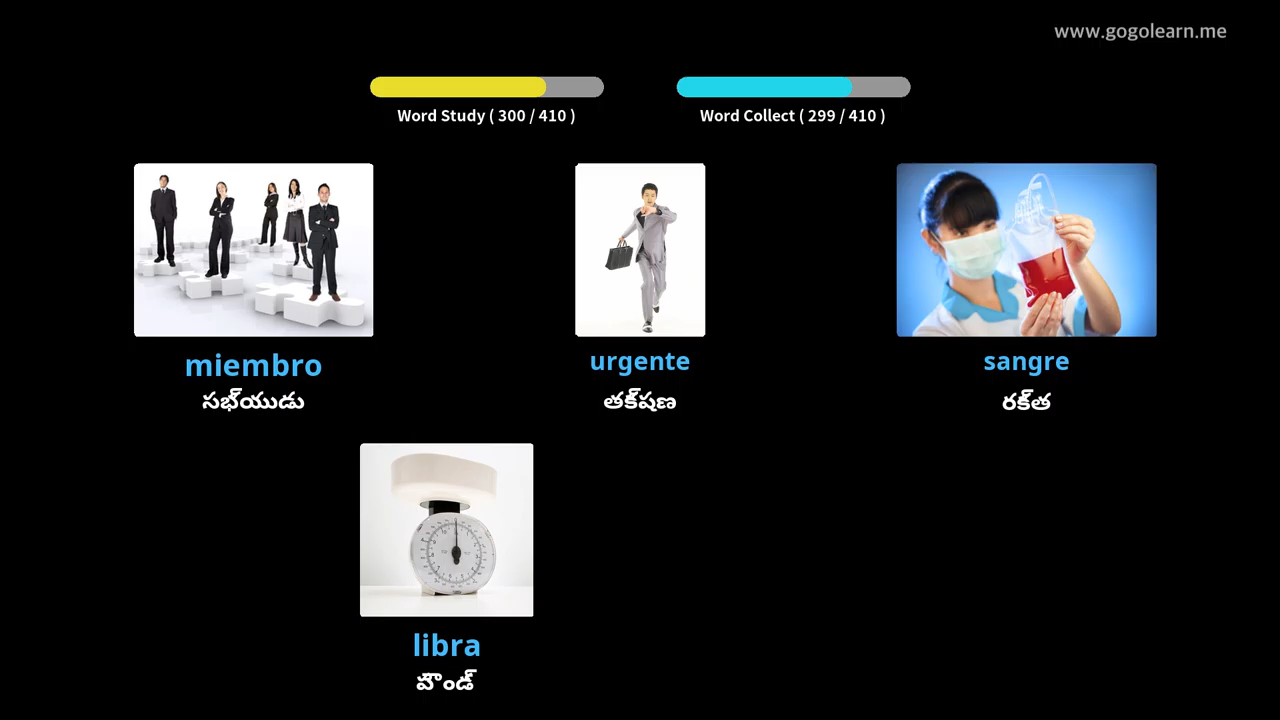 www.gogolearn.me
Word Study ( 300 / 410 )
Word Collect ( 299 / 410 )
miembro
urgente
sangre
సభ్యుడు
తక్షణ
రక్త
libra
పౌండ్